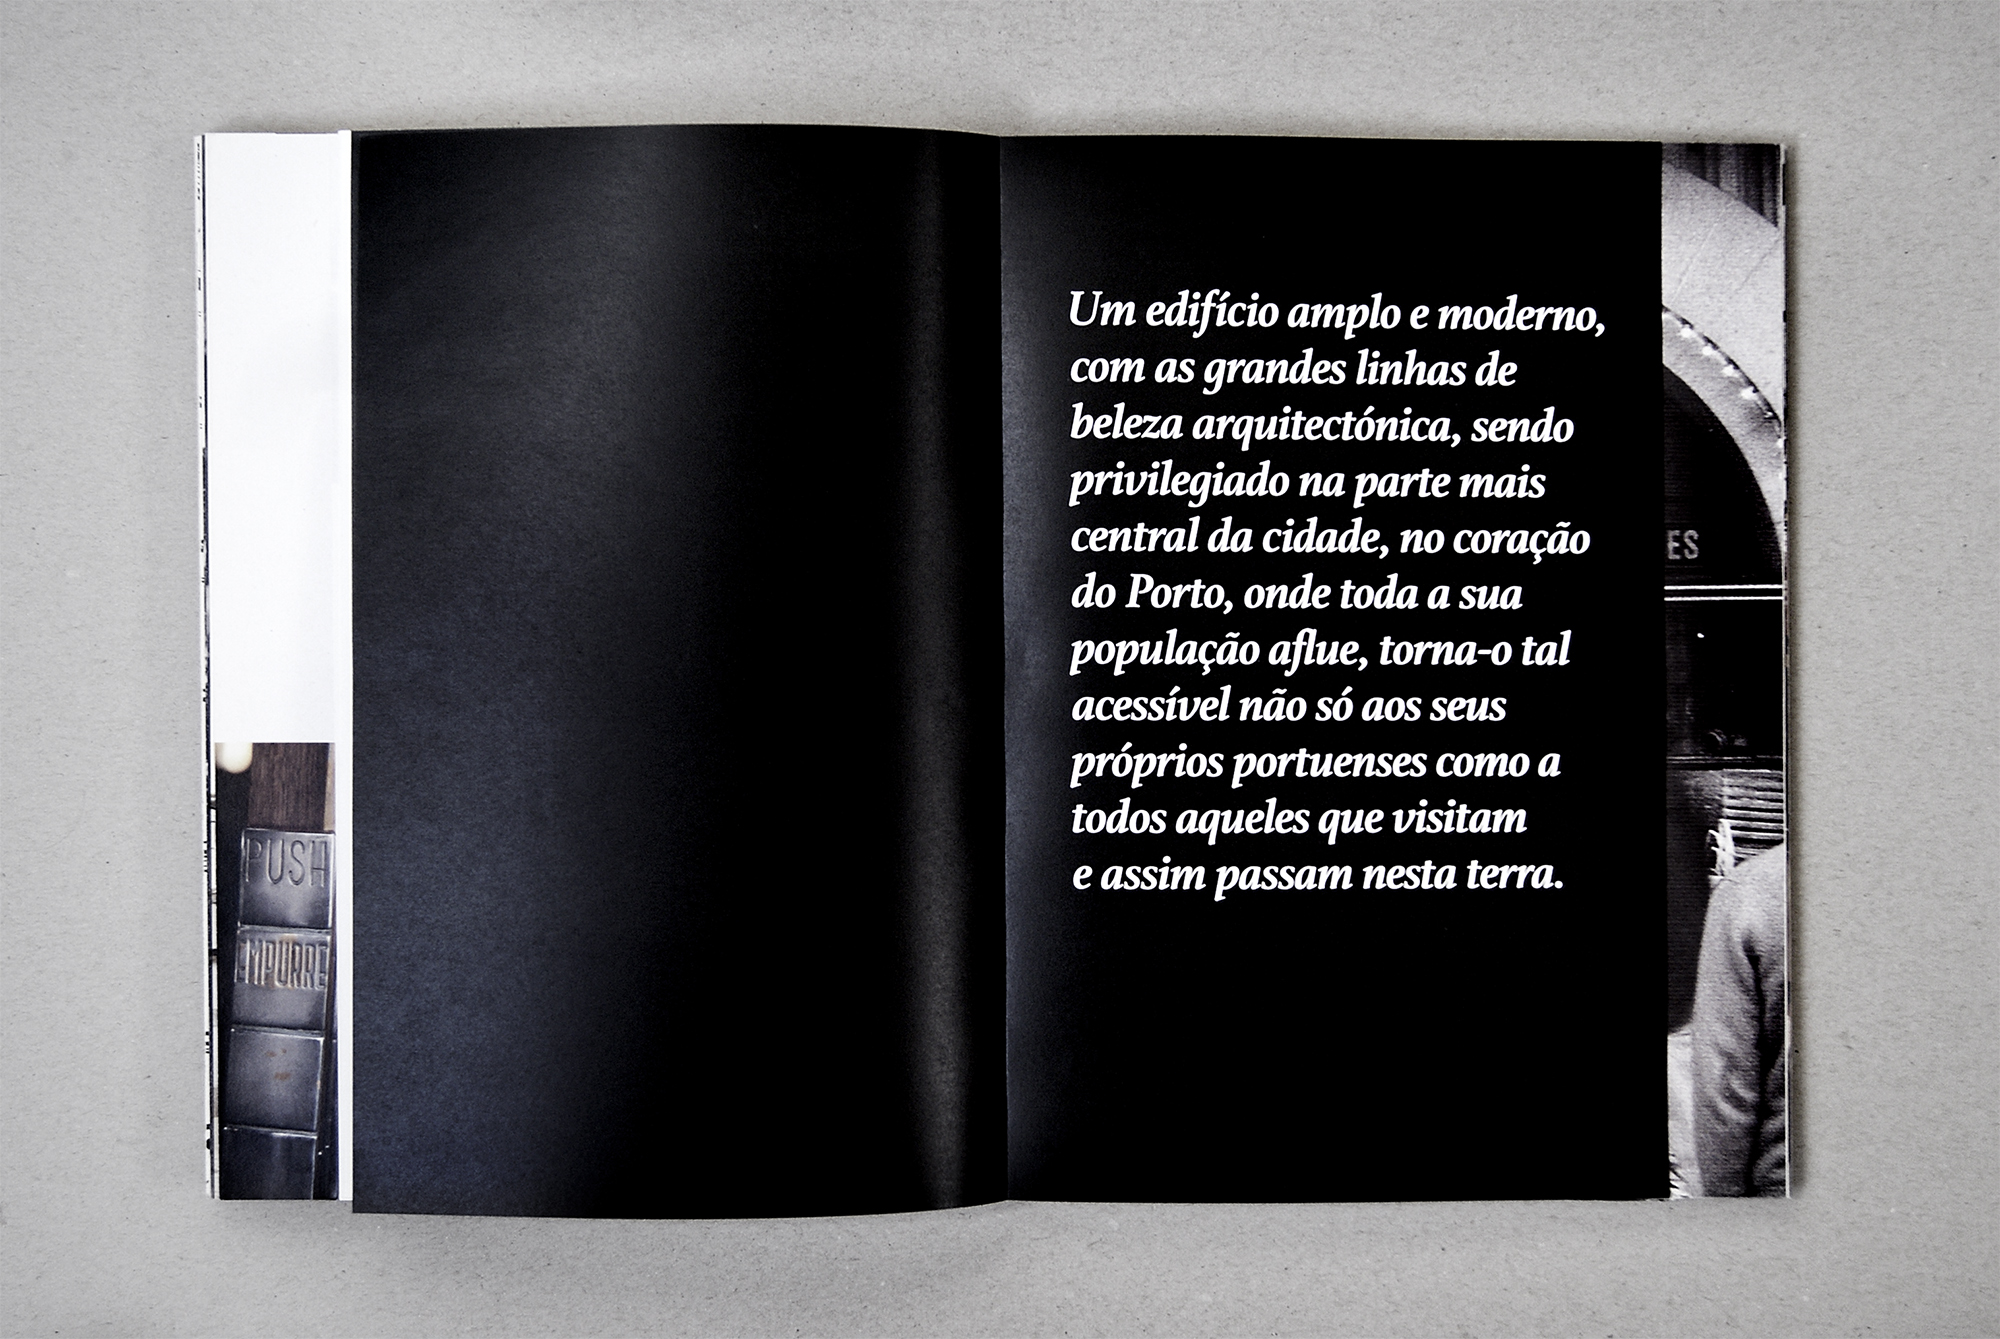 PUSH
EMPURRE
Um edifício amplo e moderno,
com as grandes linhas de
beleza arquitectónica, sendo
privilegiado na parte mais
central da cidade, no coração
do Porto, onde toda a sua
população aflue, torna-o tal
acessível não só aos seus
próprios portuenses como a
todos aqueles que visitam
e assim passam nesta terra.
ES